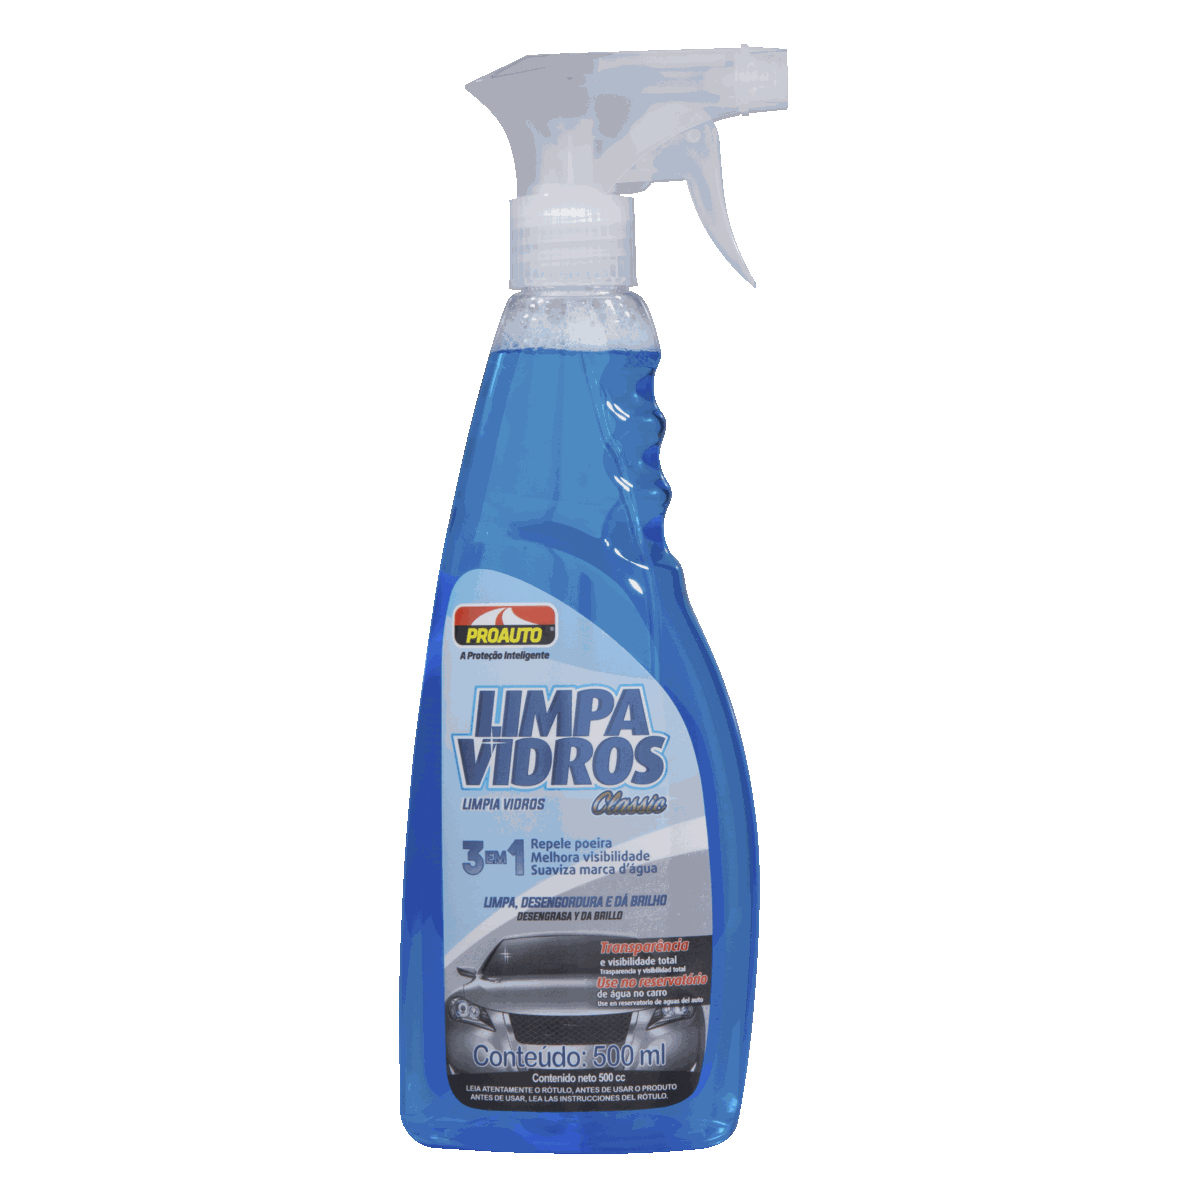 PROAUTO
A Proteção Inteligente
LIMPA
VIDROS
LIMPIA VIDROS
Classic
3 EM 1
Repele poeira
Melhora visibilidade
Suaviza marca d'água
LIMPA, DESENGORDURA E DÁ BRILHO
DESENGRASA Y DA BRILLO
Transparência
e visibilidade total
Trasparencia y visibilidad total
Use no reservatório
de água no carro
Use en reservatorio de aguas del auto
Conteúdo: 500 ml
Contenido neto 500 cc
LEIA ATENTAMENTE O RÓTULO, ANTES DE USAR O PRODUTO
ANTES DE USAR, LEA LAS INSTRUCCIONES DEL RÓTULO.